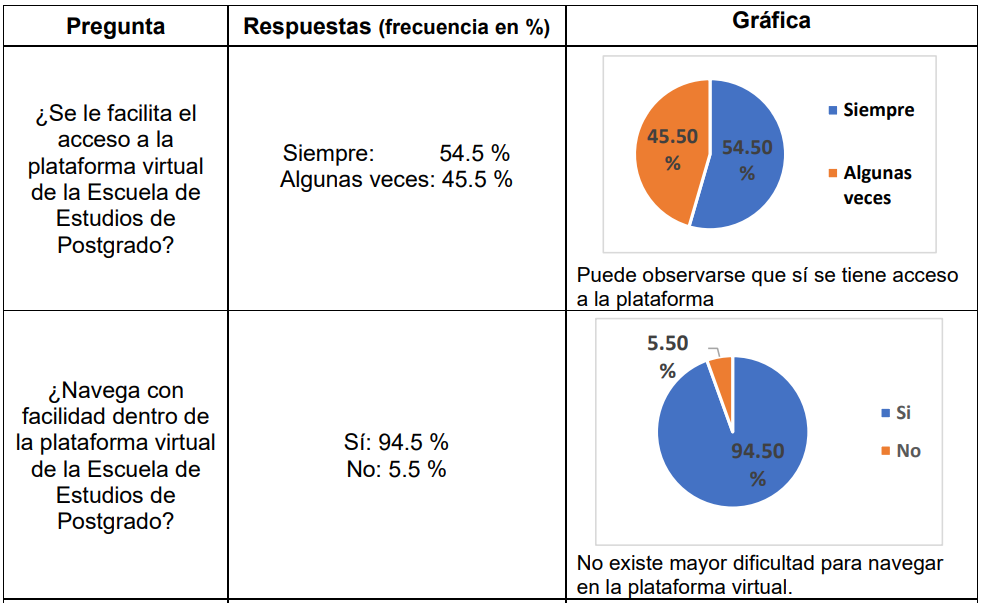 Pregunta
Respuestas (frecuencia en %)
Gráfica
¿Se le facilita el
acceso a la
plataforma virtual
de la Escuela de
Estudios de
Postgrado?
Siempre: 54.5 %
Algunas veces: 45.5 %
45.50
%
54.50
%
Siempre
Algunas
veces
Puede observarse que sí se tiene acceso
a la plataforma
¿Navega con
facilidad dentro de
la plataforma virtual
de la Escuela de
Estudios de
Postgrado?
Sí: 94.5 %
No: 5.5 %
5.50
%
94.50
%
Si
No
No existe mayor dificultad para navegar
en la plataforma virtual.